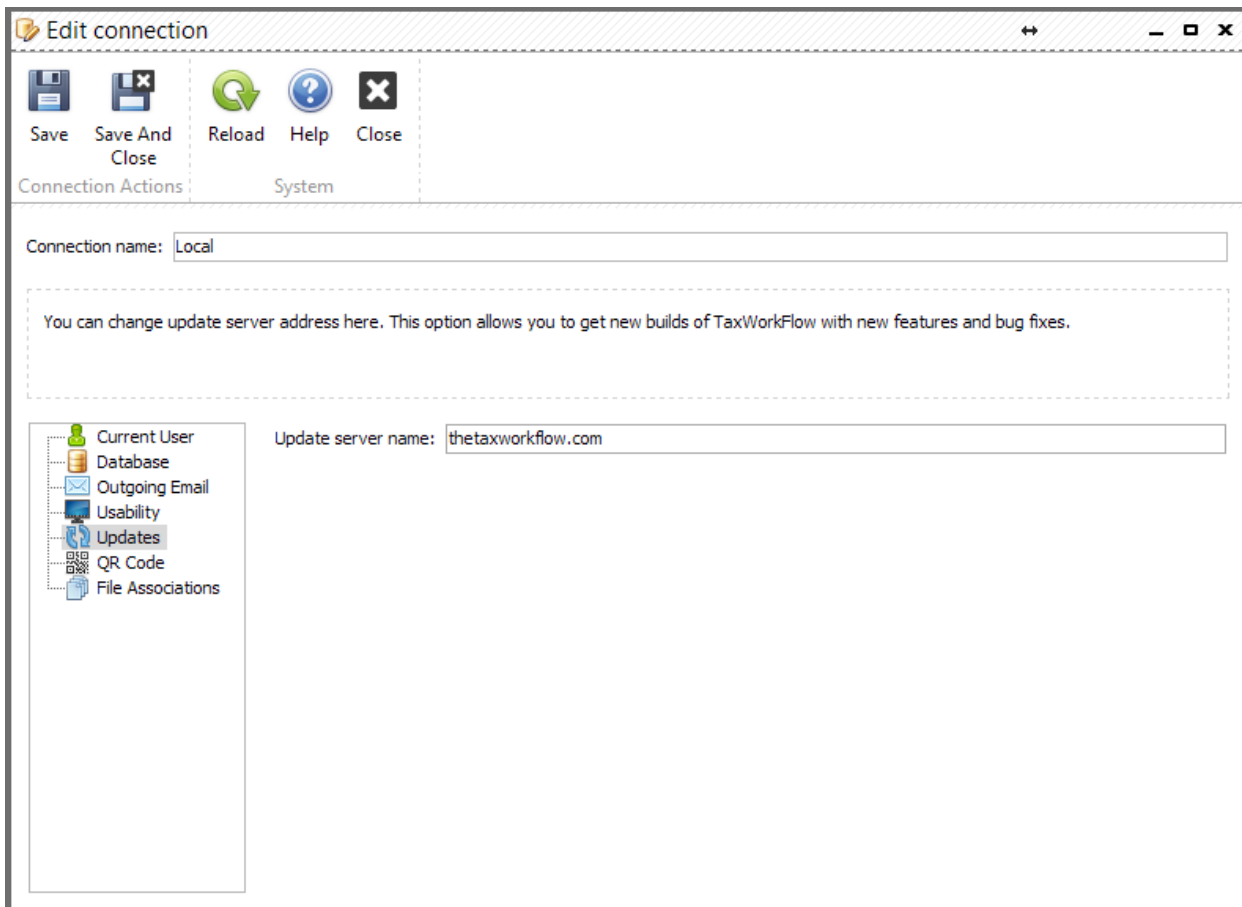 Edit connection
Save
Save And
Close
Reload
Help
Close
Connection Actions
System
Connection name: Local
You can change update server address here. This option allows you to get new builds of TaxWorkFlow with new features and bug fixes.
Current User
Database
Outgoing Email
Usability
Updates
QR Code
File Associations
Update server name: thetaxworkflow.com